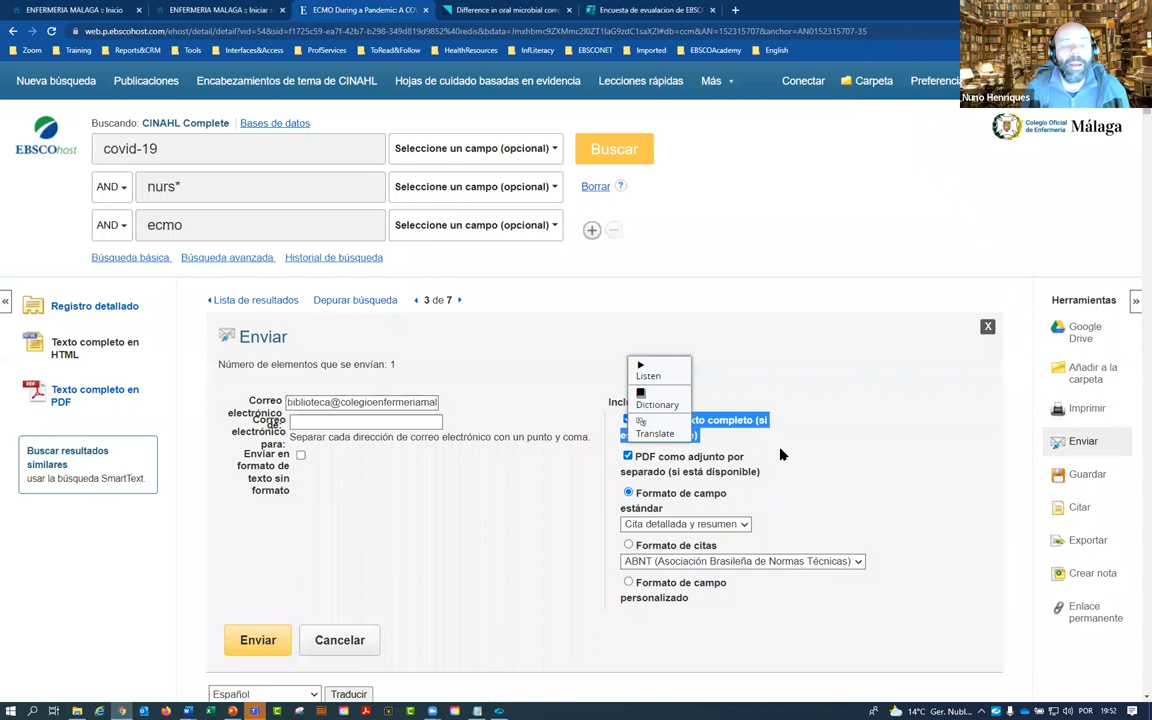 ENFERMERIA MALAGA :: Inicio
ENFERMERIA MALAGA :: Iniciar s
ECMO During a Pandemic: A CO
Difference in oral microbial com
Encuesta de evualacion de EBSC
Zoom Training Reports&CRM Tools Interfaces&Access ProfServices ToRead&Follow HealthResources InfLiteracy EBSCONET Imported EBSCOAcademy English
Nuno Henriques
Nueva búsqueda Publicaciones Encabezamientos de tema de CINAHL Hojas de cuidado basadas en evidencia Lecciones rápidas Más Conectar Carpeta Preferenci
Buscando: CINAHL Complete Bases de datos
EBSCOhost
Colegio Oficial de Enfermería Málaga
covid-19 Seleccione un campo (opcional) Buscar
AND nurs* Seleccione un campo (opcional) Borrar ?
AND ecmo Seleccione un campo (opcional)
Búsqueda básica Búsqueda avanzada Historial de búsqueda
Registro detallado
Texto completo en
HTML
Texto completo en
PDF
Buscar resultados
similares
usar la búsqueda SmartText.
Lista de resultados Depurar búsqueda 3 de 7
Enviar X
Número de elementos que se envían: 1
Correo
electrónico
de:
biblioteca@colegioenfermeriamal
Correo
electrónico
para:
Separar cada dirección de correo electrónico con un punto y coma.
Enviar en
formato de
texto sin
formato
Listen
Dictionary
Translate
PDF como adjunto por
separado (si está disponible)
Formato de campo
estándar
Cita detallada y resumen
Formato de citas
ABNT (Asociación Brasileña de Normas Técnicas)
Formato de campo
personalizado
Enviar Cancelar
Español Traducir
Herramientas
Google
Drive
Añadir a la
carpeta
Imprimir
Enviar
Guardar
Citar
Exportar
Crear nota
Enlace
permanente
14°C Ger. Nubl... POR 19:52